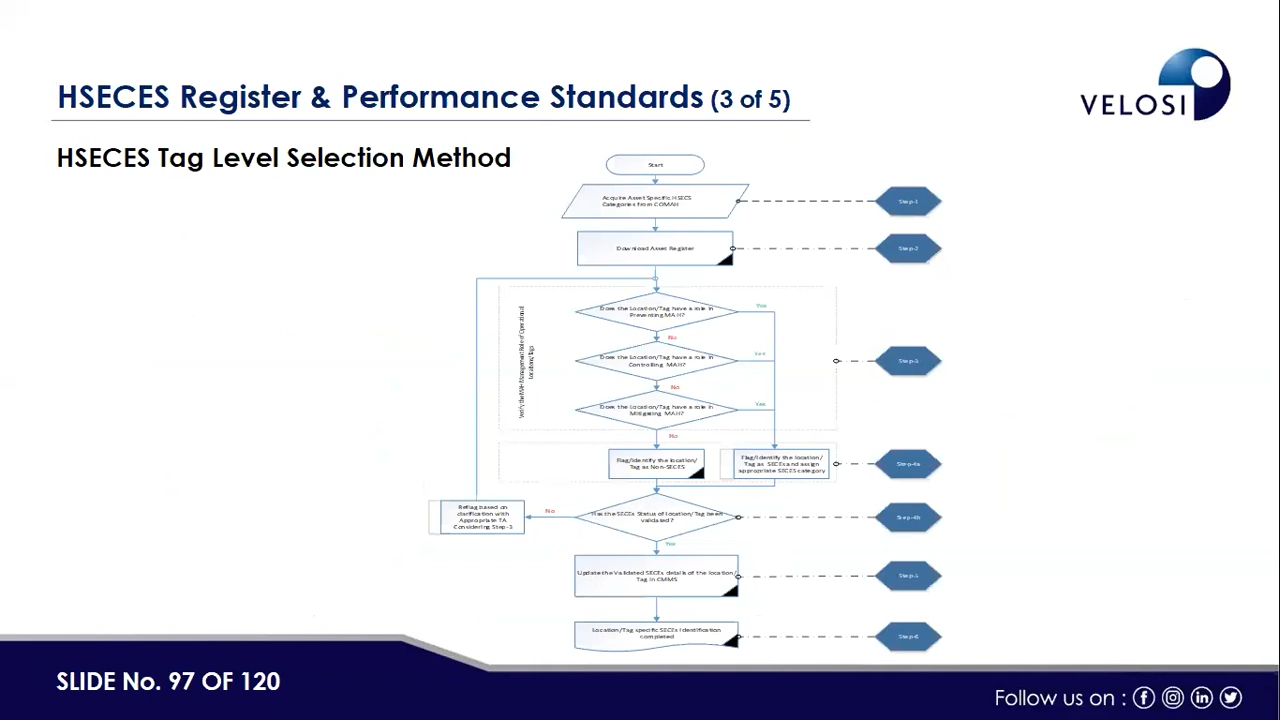 HSECES Register & Performance Standards (3 of 5)
VELOSI
HSECES Tag Level Selection Method
Start
Acquire Asset Specific HSECS
Categories from COMAH
Step-1
Download Asset Register
Step-2
Does the Location/Tag have a role in
Preventing MAH?
Yes
No
Does the Location/Tag have a role in
Controlling MAH?
Yes
Step-3
No
Does the Location/Tag have a role in
Mitigating MAH?
Yes
No
Management Role of Operational
Location/Tags
Flag/Identify the location/
Tag as Non-SECES
Flag/Identify the location/
Tag as SECEs and assign
appropriate SECES category
Step-4a
Has the SECEs Status of Location/Tag been
validated?
No
Yes
Step-4b
Reflag based on
clarification with
Appropriate TA
Considering Step-3
Update the Validated SECEs details of the location/
Tag in CMMS
Step-5
Location/Tag specific SECEs Identification
completed
Step-6
SLIDE No. 97 OF 120
Follow us on :